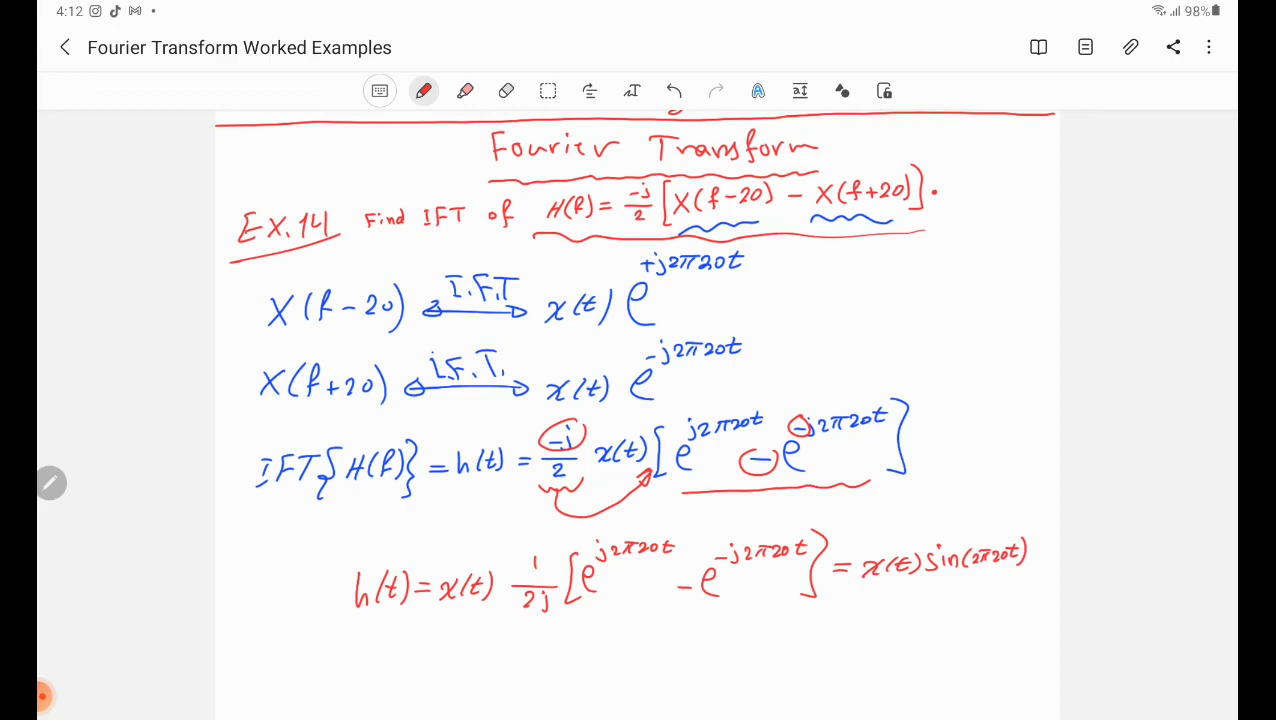 4:12 98%
Fourier Transform Worked Examples
Fourier Transform
EX.14 Find IFT of H(f) = -j/2 [X(f-20) - X(f+20)].
X(f-20) <-> I.F.T x(t) e^{+j2π20t}
X(f+20) <-> I.F.T. x(t) e^{-j2π20t}
IFT{H(f)} = h(t) = -j/2 x(t) [e^{j2π20t} - e^{-j2π20t}]
h(t) = x(t) 1/2j [e^{j2π20t} - e^{-j2π20t}] = x(t) sin(2π20t)